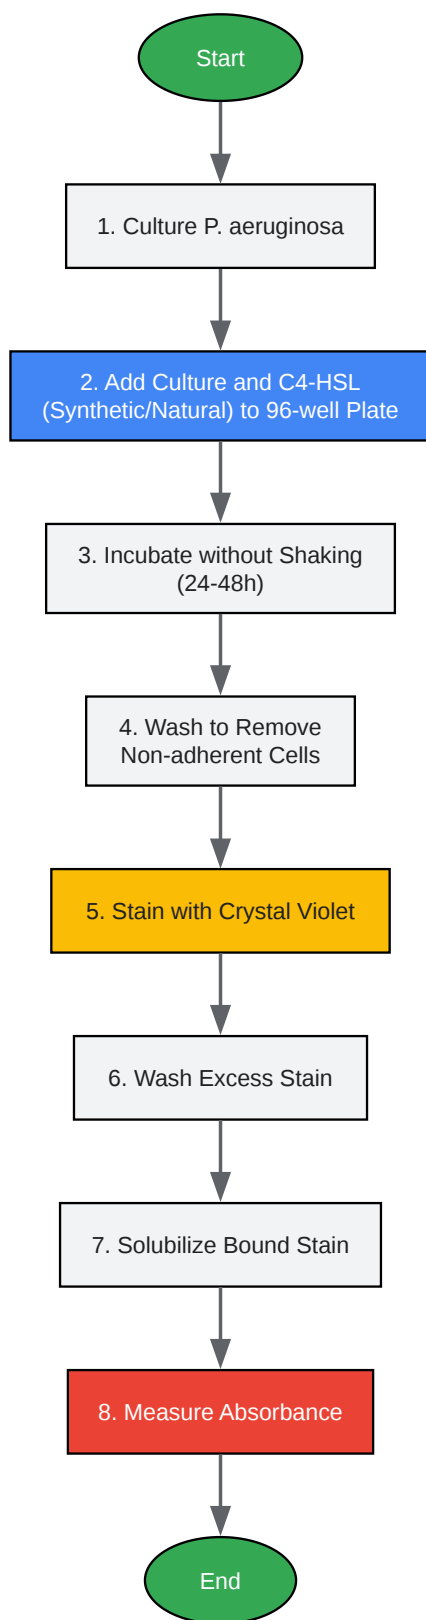 Start
1. Culture P. aeruginosa
2. Add Culture and C4-HSL
(Synthetic/Natural) to 96-well Plate
3. Incubate without Shaking
(24-48h)
4. Wash to Remove
Non-adherent Cells
5. Stain with Crystal Violet
6. Wash Excess Stain
7. Solubilize Bound Stain
8. Measure Absorbance
End